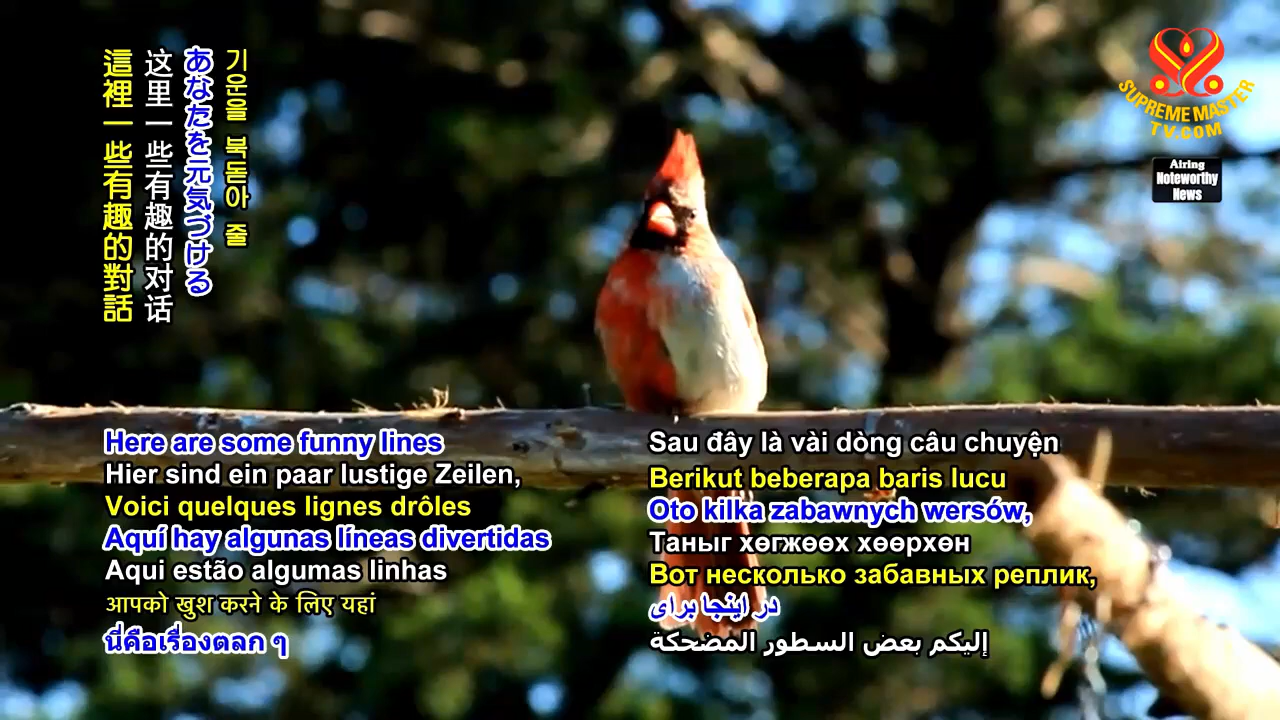 這裡一些有趣的對話
这里一些有趣的对话
あなたを元気づける
기운을 북돋아 줄
SUPREME MASTER
TV.COM
Airing
Noteworthy
News
Here are some funny lines
Hier sind ein paar lustige Zeilen,
Voici quelques lignes drôles
Aquí hay algunas líneas divertidas
Aqui estão algumas linhas
आपको खुश करने के लिए यहां
นี่คือเรื่องตลก ๆ
Sau đây là vài dòng câu chuyện
Berikut beberapa baris lucu
Oto kilka zabawnych wersów,
Таныг хөгжөөх хөөрхөн
Вот несколько забавных реплик,
در اینجا برای
إليكم بعض السطور المضحكة